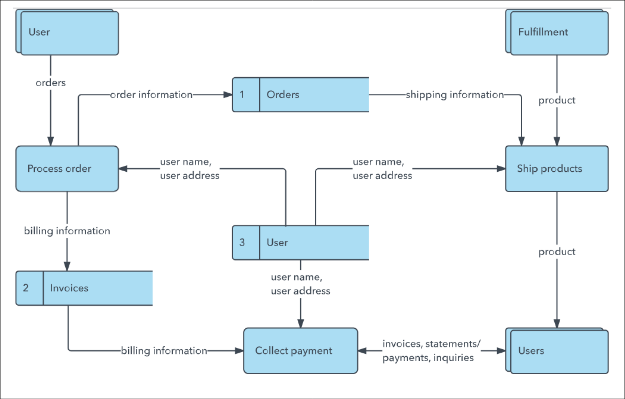 User
Fulfillment
orders
order information
1 Orders
shipping information
product
Process order
user name,
user address
user name,
user address
Ship products
billing information
3 User
product
2 Invoices
user name,
user address
billing information
Collect payment
invoices, statements/
payments, inquiries
Users